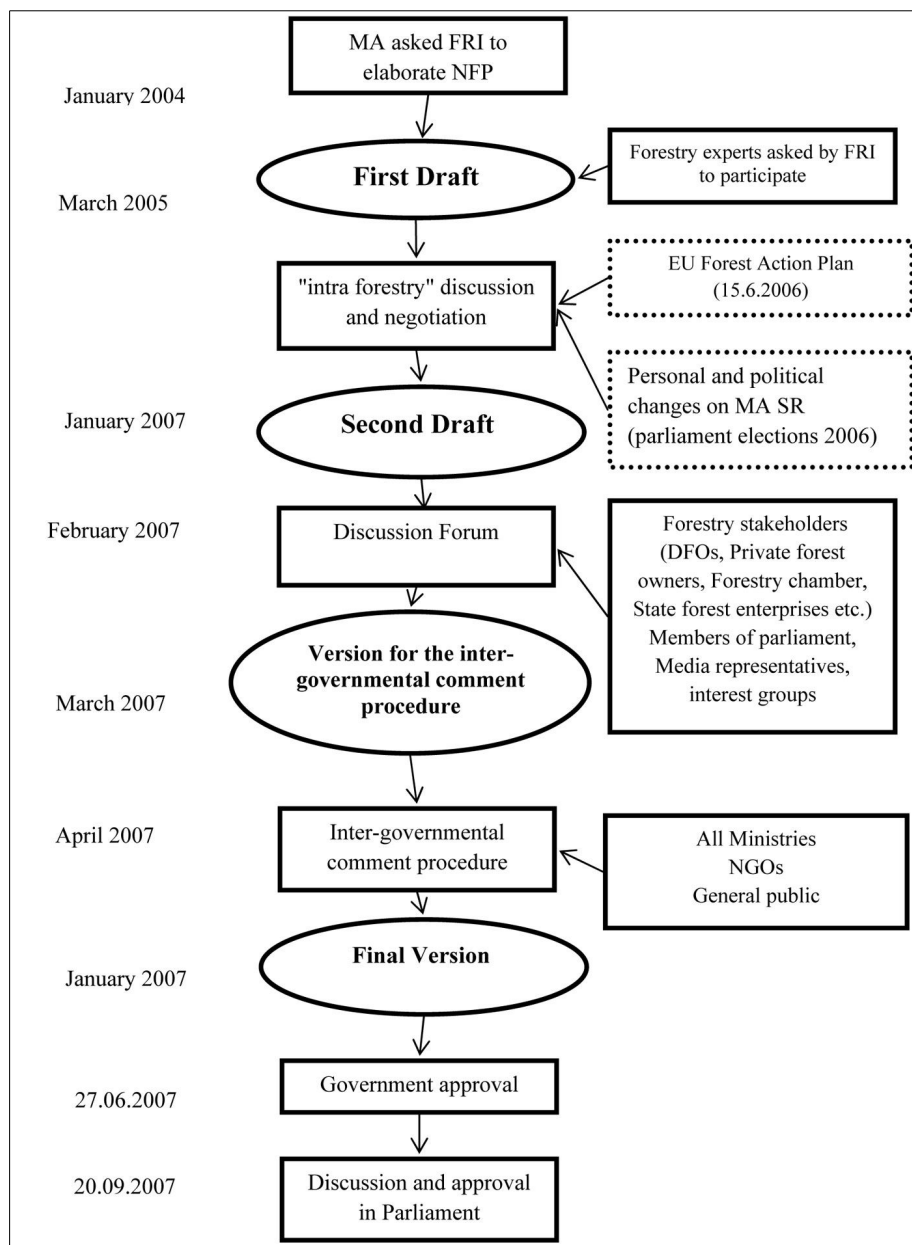 MA asked FRI to
elaborate NFP
January 2004
First Draft
Forestry experts asked by FRI
to participate
March 2005
"intra forestry" discussion
and negotiation
EU Forest Action Plan
(15.6.2006)
Personal and political
changes on MA SR
(parliament elections 2006)
January 2007
Second Draft
February 2007
Discussion Forum
Forestry stakeholders
(DFOs, Private forest
owners, Forestry chamber,
State forest enterprises etc.)
Members of parliament,
Media representatives,
interest groups
Version for the inter-
governmental comment
procedure
March 2007
April 2007
Inter-governmental
comment procedure
All Ministries
NGOs
General public
Final Version
January 2007
Government approval
27.06.2007
20.09.2007
Discussion and approval
in Parliament